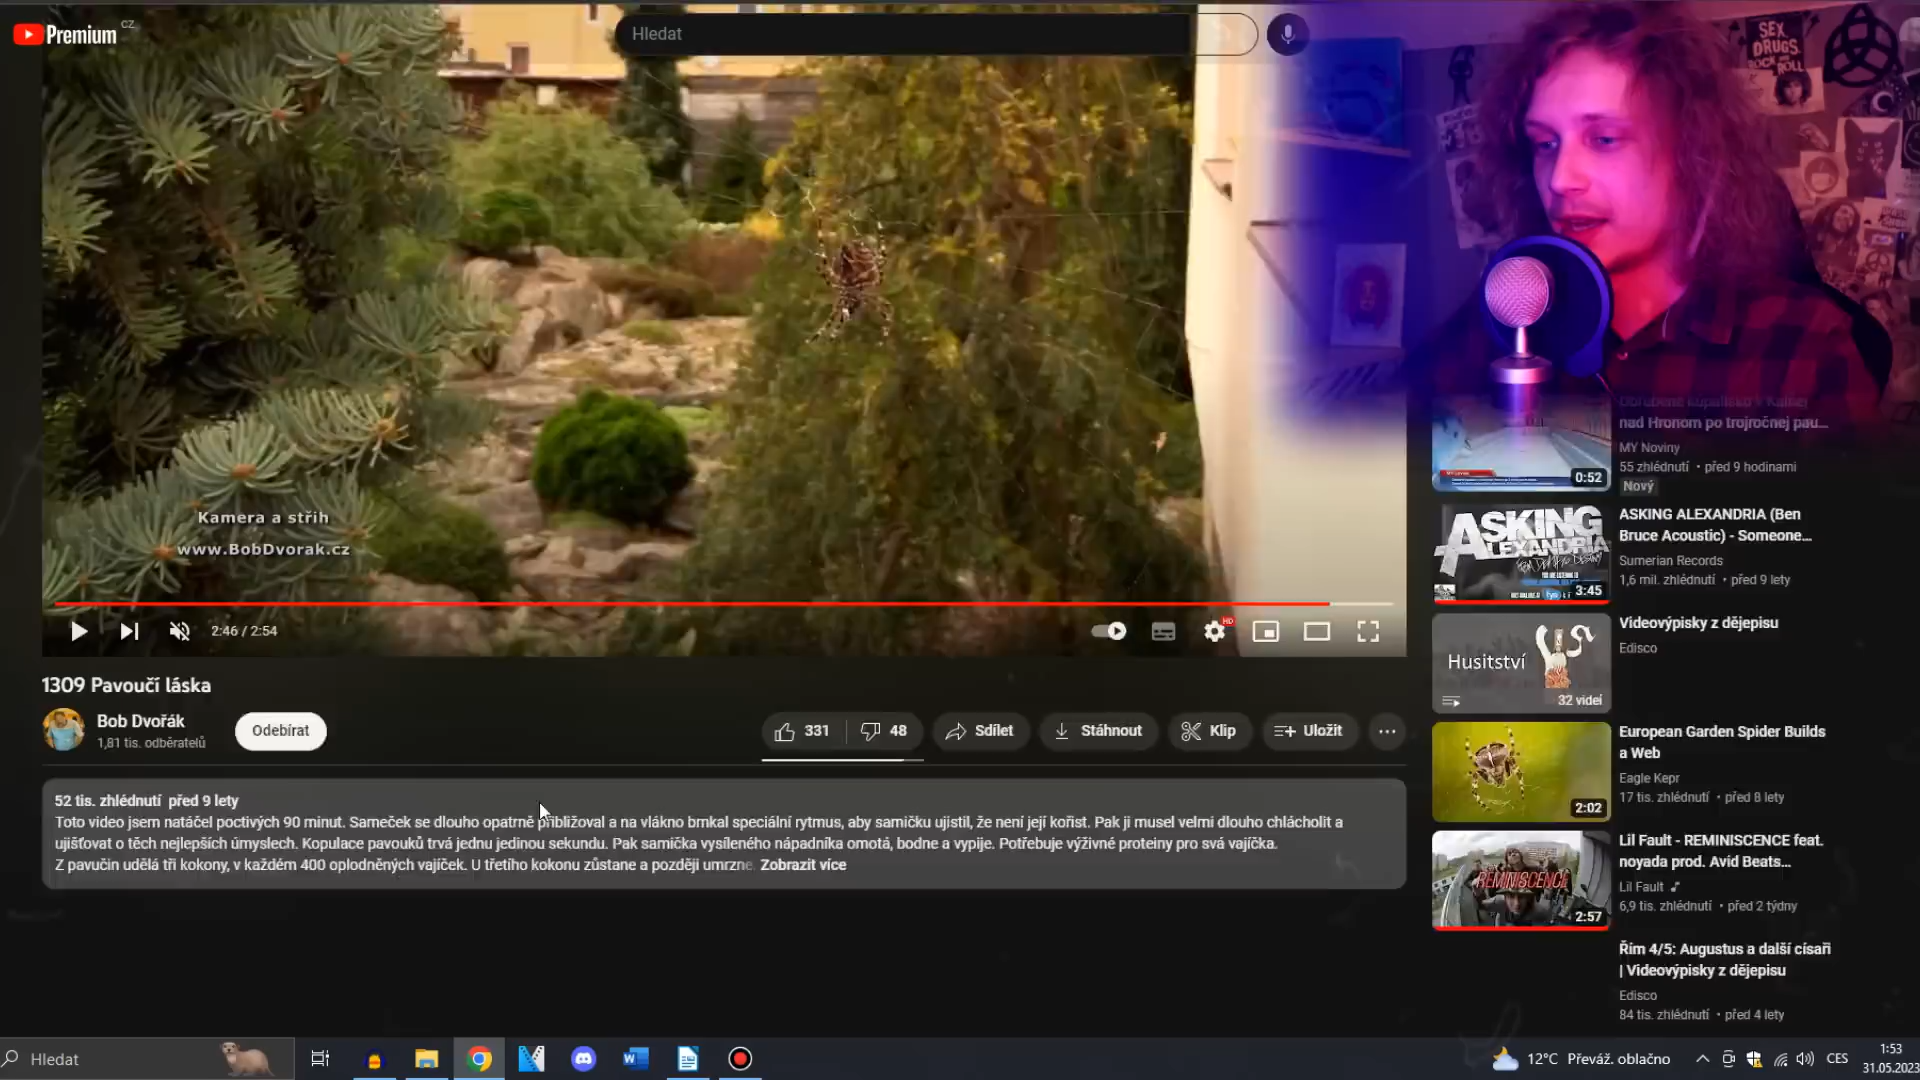 Premium CZ
Hledat
SEX
DRUGS
ROCK and
ROLL
Kamera a střih
www.BobDvorak.cz
2:46 / 2:54
HD
1309 Pavoučí láska
Bob Dvořák
1,81 tis. odběratelů
Odebírat
331
48
Sdílet
Stáhnout
Klip
Uložit
52 tis. zhlédnutí před 9 lety
Toto video jsem natáčel poctivých 90 minut. Sameček se dlouho opatrně přibližoval a na vlákno brnkal speciální rytmus, aby samičku ujistil, že není její kořist. Pak ji musel velmi dlouho chlácholit a
ujišťovat o těch nejlepších úmyslech. Kopulace pavouků trvá jednu jedinou sekundu. Pak samička vysíleného nápadníka omotá, bodne a vypije. Potřebuje výživné proteiny pro svá vajíčka.
Z pavučin udělá tři kokony, v každém 400 oplodněných vajíček. U třetího kokonu zůstane a později umrzne. Zobrazit více
nad Hronom po trojročnej pau...
MY Noviny
55 zhlédnutí • před 9 hodinami
Nový
0:52
ASKING ALEXANDRIA (Ben
Bruce Acoustic) - Someone...
Sumerian Records
1,6 mil. zhlédnutí • před 9 lety
ASKING
3:45
Videovýpisky z dějepisu
Edisco
Husitství
32 videí
European Garden Spider Builds
a Web
Eagle Kepr
17 tis. zhlédnutí • před 8 lety
2:02
Lil Fault - REMINISCENCE feat.
noyada prod. Avid Beats...
Lil Fault
6,9 tis. zhlédnutí • před 2 týdny
REMINISCENCE
2:57
Řím 4/5: Augustus a další císaři
| Videovýpisky z dějepisu
Edisco
84 tis. zhlédnutí • před 4 lety
Hledat
12°C Převáž. oblačno
CES
1:53
31.05.2023